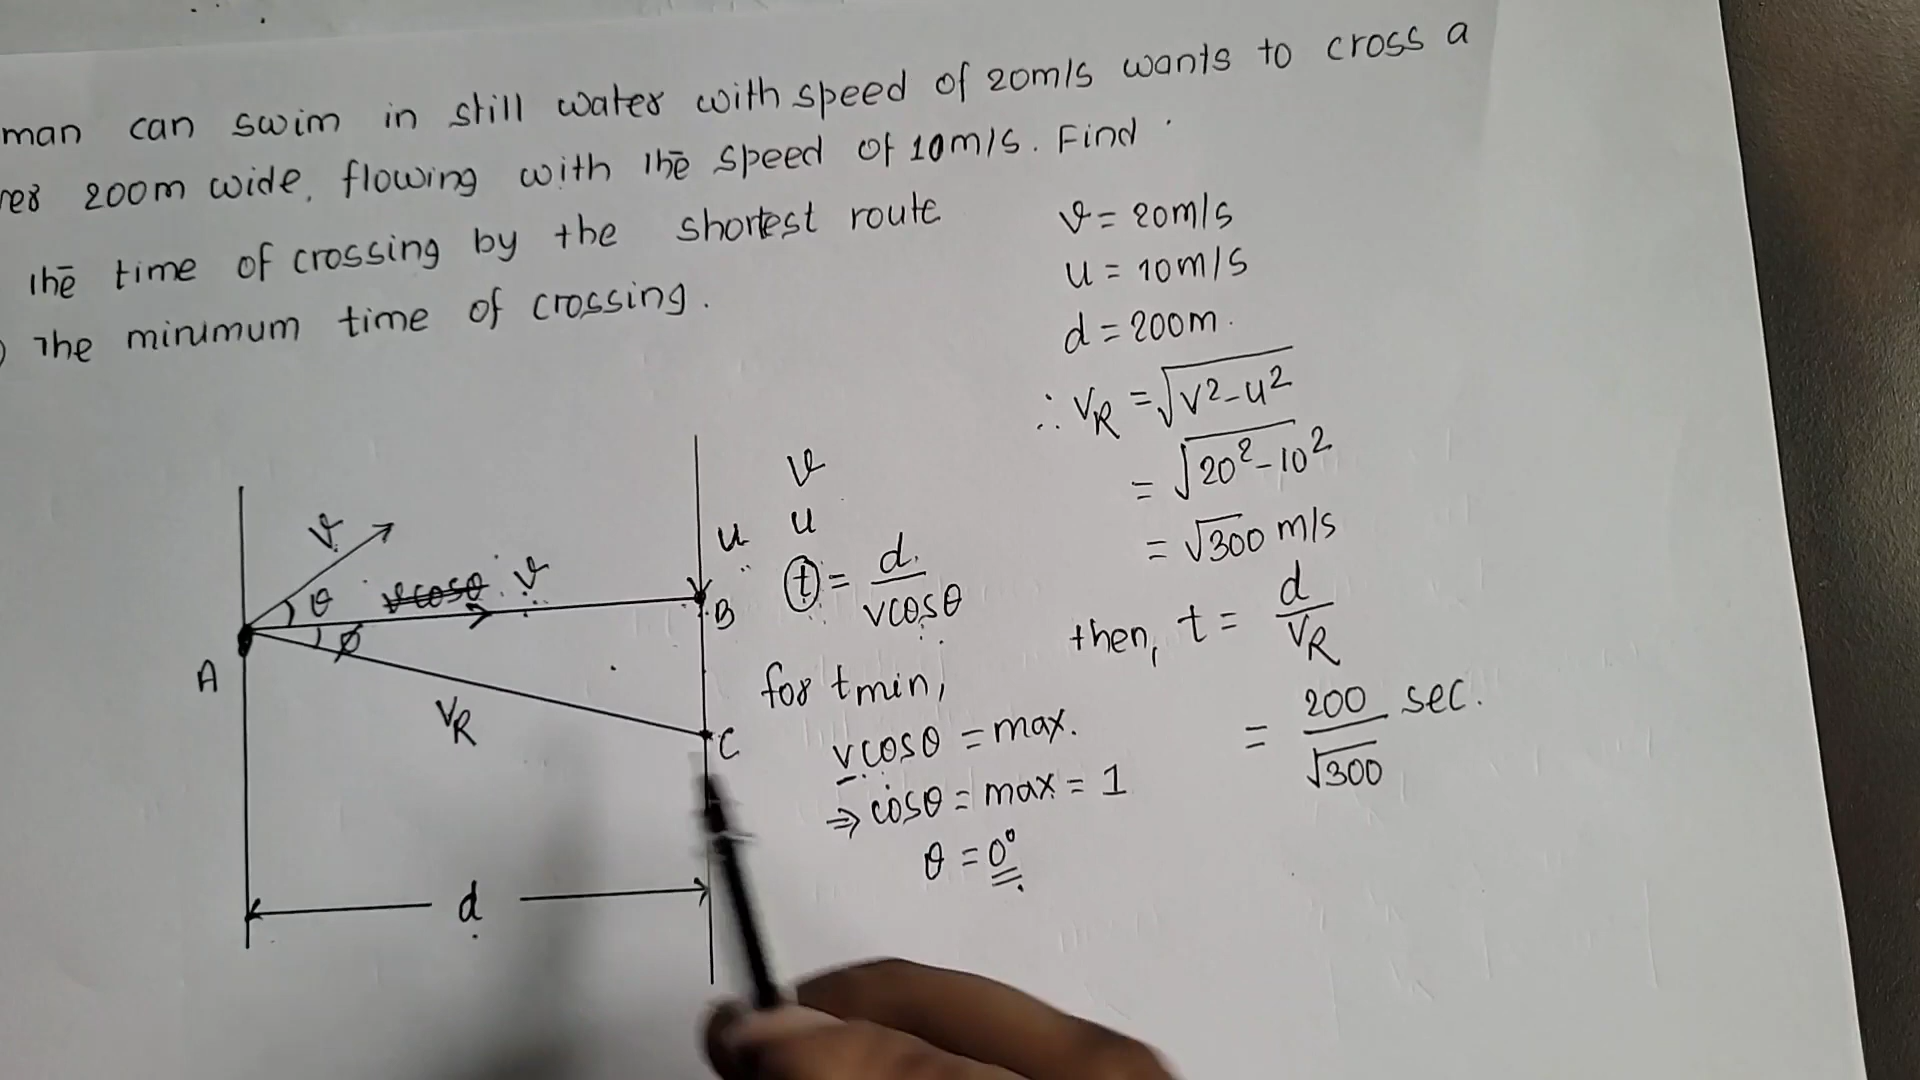 man can swim in still water with speed of 20m/s wants to cross a
200m wide, flowing with the speed of 10m/s. Find
the time of crossing by the shortest route
) The minimum time of crossing.
v = 20m/s
u = 10m/s
d = 200m.
∴ VR = √V²-u²
= √20²-10²
= √300 m/s
then, t = d/VR
= 200/√300 sec.
v
u
t = d/vcosθ
for tmin,
vcosθ = max.
⇒ cosθ = max = 1
θ = 0°
v
θ vcosθ v
u
B
A
φ
VR
C
d